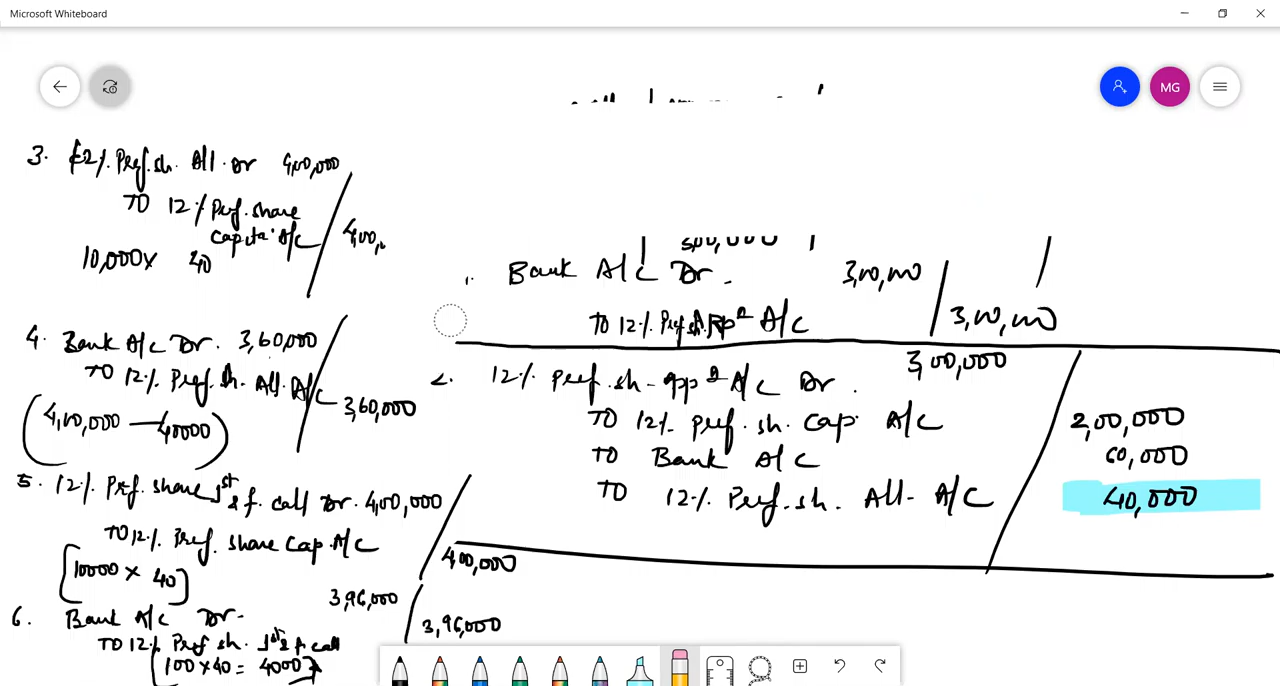 Microsoft Whiteboard
MG
3. 12% Pref. sh. All. Dr 4,00,000
TO 12% Pref. share
Capital A/C
10,000 x 40
4. Bank A/C Dr. 3,60,000
TO 12% Pref. sh. All. A/C
3,60,000
(4,00,000 — 40000)
5. 12% Pref. share 1st
& f. call Dr. 4,00,000
TO 12% Pref. share Cap. A/C
400,000
[10000 x 40]
3,96,000
6. Bank A/C Dr-
3,96,000
TO 12% Pref sh. 1st & f. call
(100 x 40 = 4000)
1. Bank A/C Dr.
3,00,000
TO 12% Pref. sh. App n A/C
3,00,000
3,00,000
2. 12% Pref. sh- app n A/C Dr.
TO 12% Pref. sh. Cap. A/C
2,00,000
TO Bank A/C
60,000
TO 12% Pref. sh. All- A/C
40,000